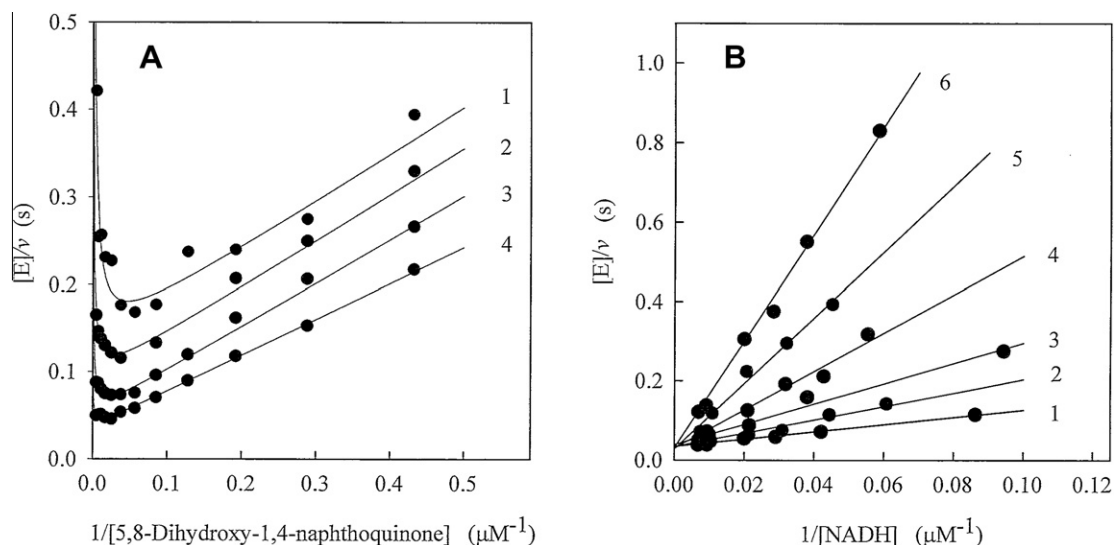 A
B
[E]/v (s)
0.5
0.4
0.3
0.2
0.1
0.0
1
2
3
4
0.0 0.1 0.2 0.3 0.4 0.5
1/[5,8-Dihydroxy-1,4-naphthoquinone] (μM⁻¹)
[E]/v (s)
1.0
0.8
0.6
0.4
0.2
0.0
6
5
4
3
2
1
0.00 0.02 0.04 0.06 0.08 0.10 0.12
1/[NADH] (μM⁻¹)